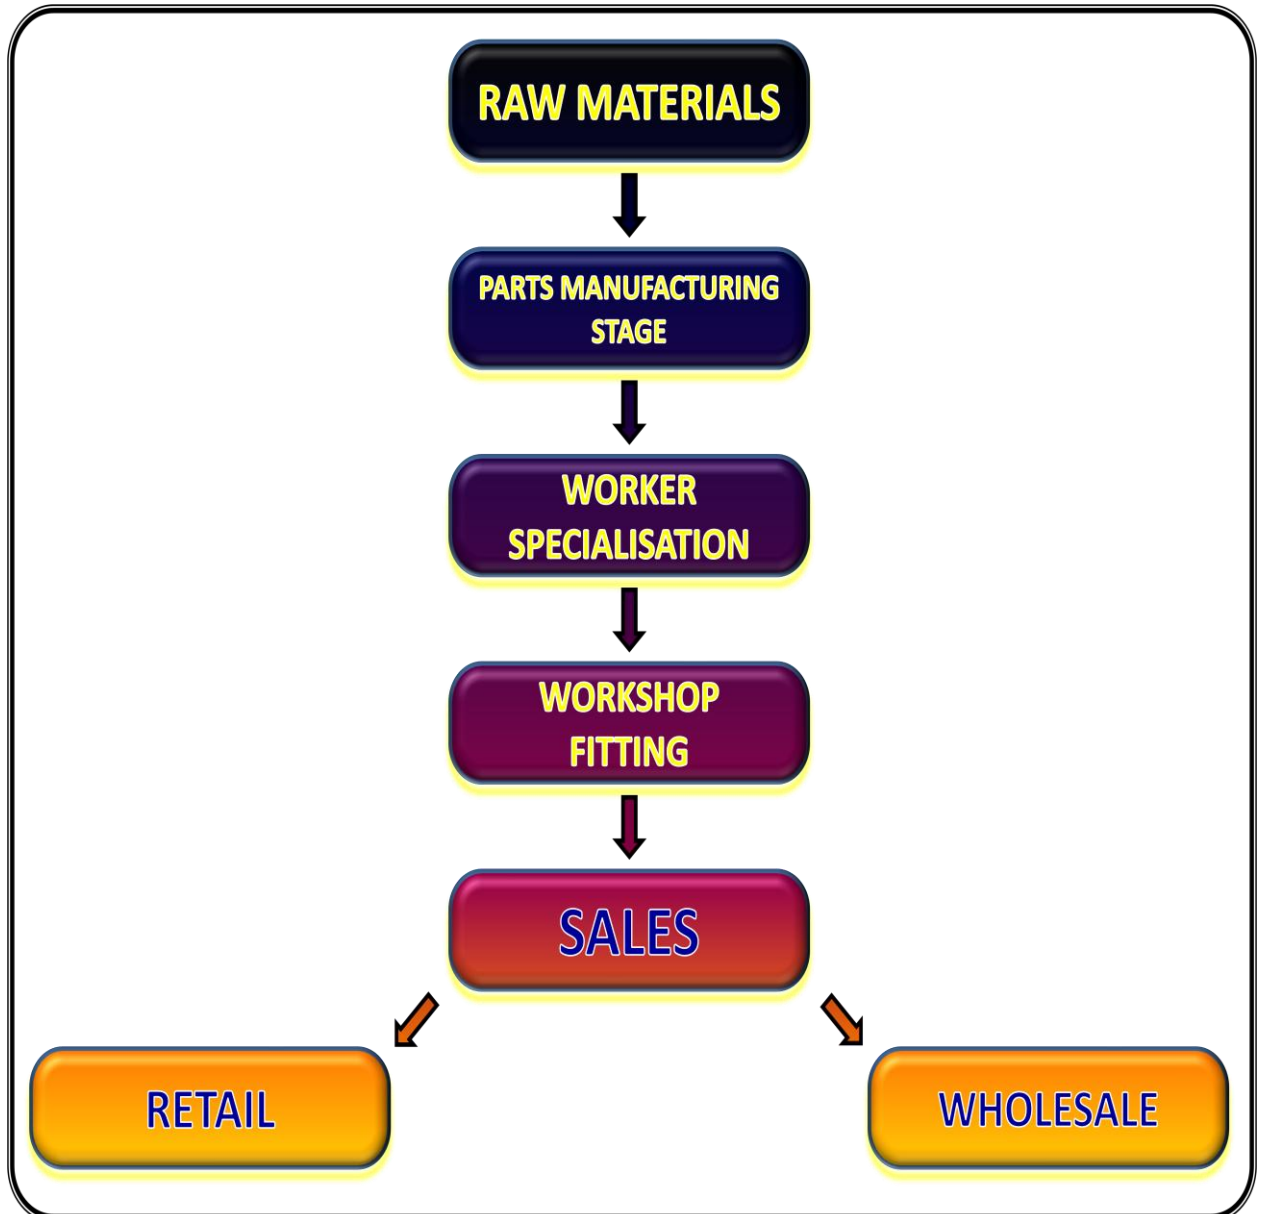 RAW MATERIALS
PARTS MANUFACTURING
STAGE
WORKER
SPECIALISATION
WORKSHOP
FITTING
SALES
RETAIL
WHOLESALE